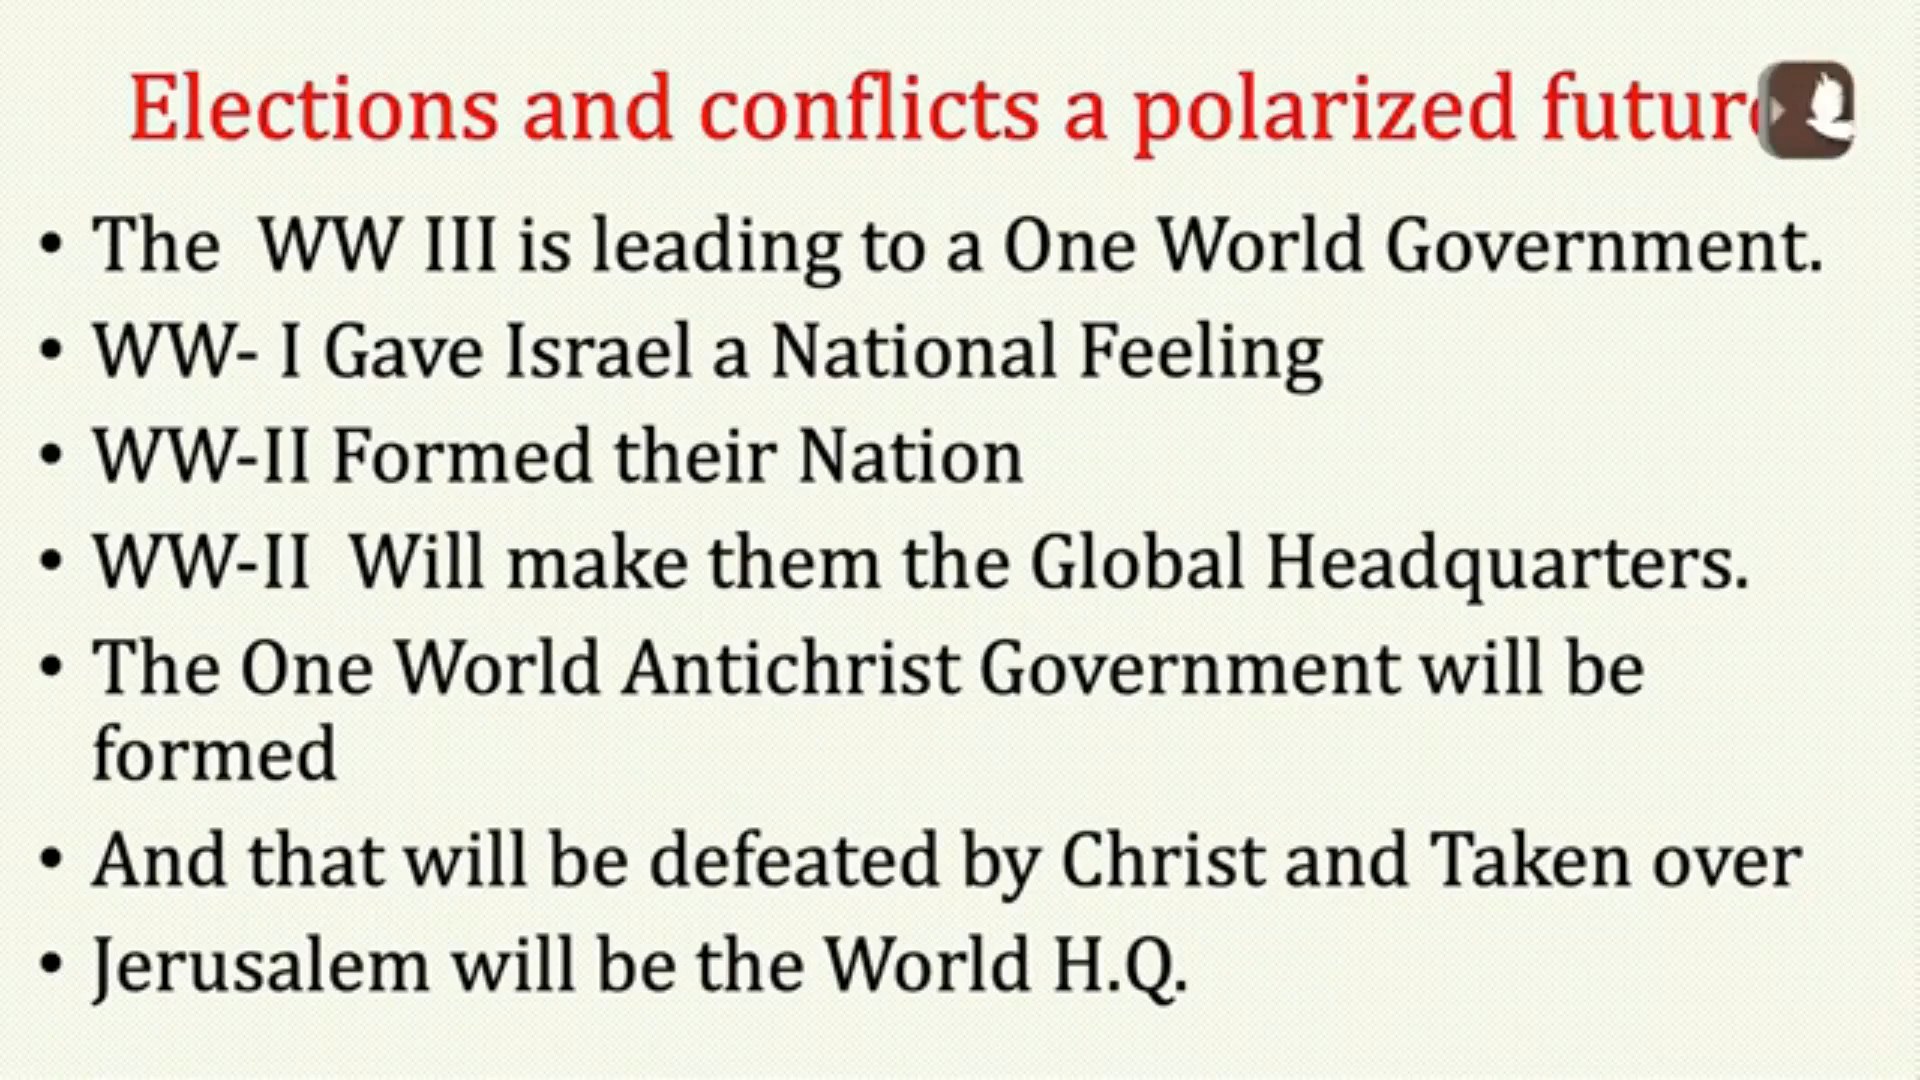 Elections and conflicts a polarized future
• The WW III is leading to a One World Government.
• WW- I Gave Israel a National Feeling
• WW-II Formed their Nation
• WW-II Will make them the Global Headquarters.
• The One World Antichrist Government will be
formed
• And that will be defeated by Christ and Taken over
• Jerusalem will be the World H.Q.